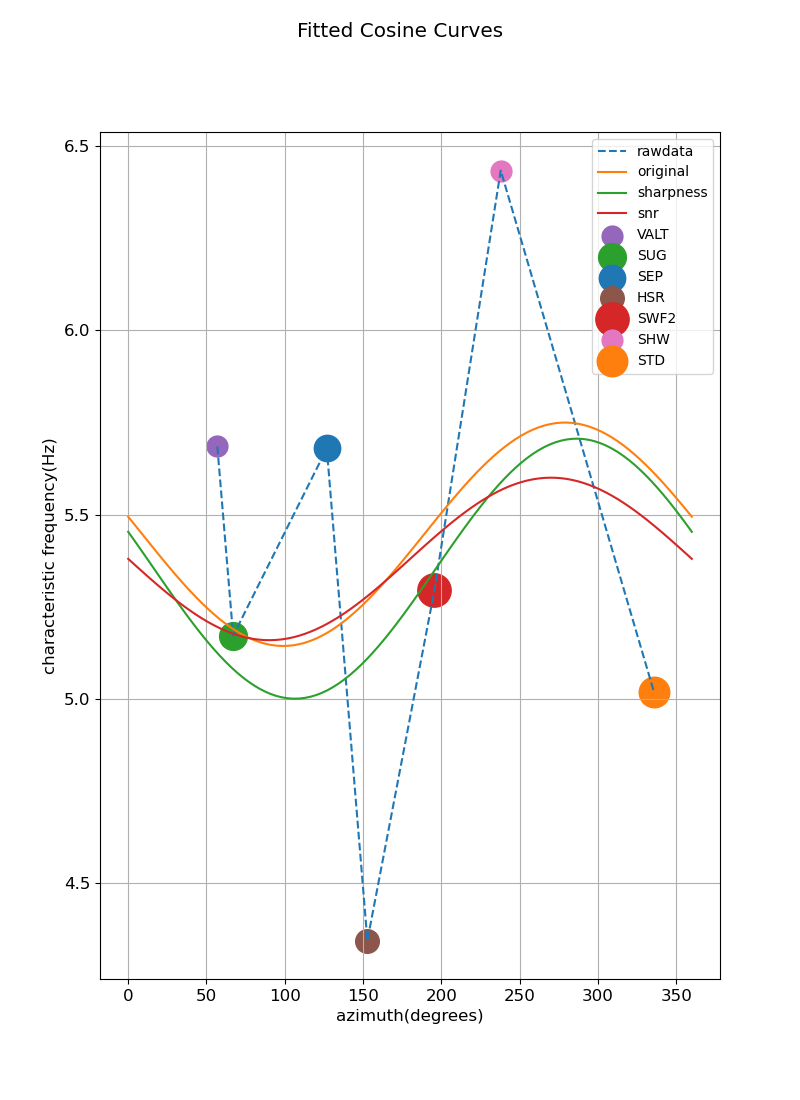 Fitted Cosine Curves
6.5
6.0
5.5
5.0
4.5
characteristic frequency(Hz)
rawdata
original
sharpness
snr
VALT
SUG
SEP
HSR
SWF2
SHW
STD
0 50 100 150 200 250 300 350
azimuth(degrees)